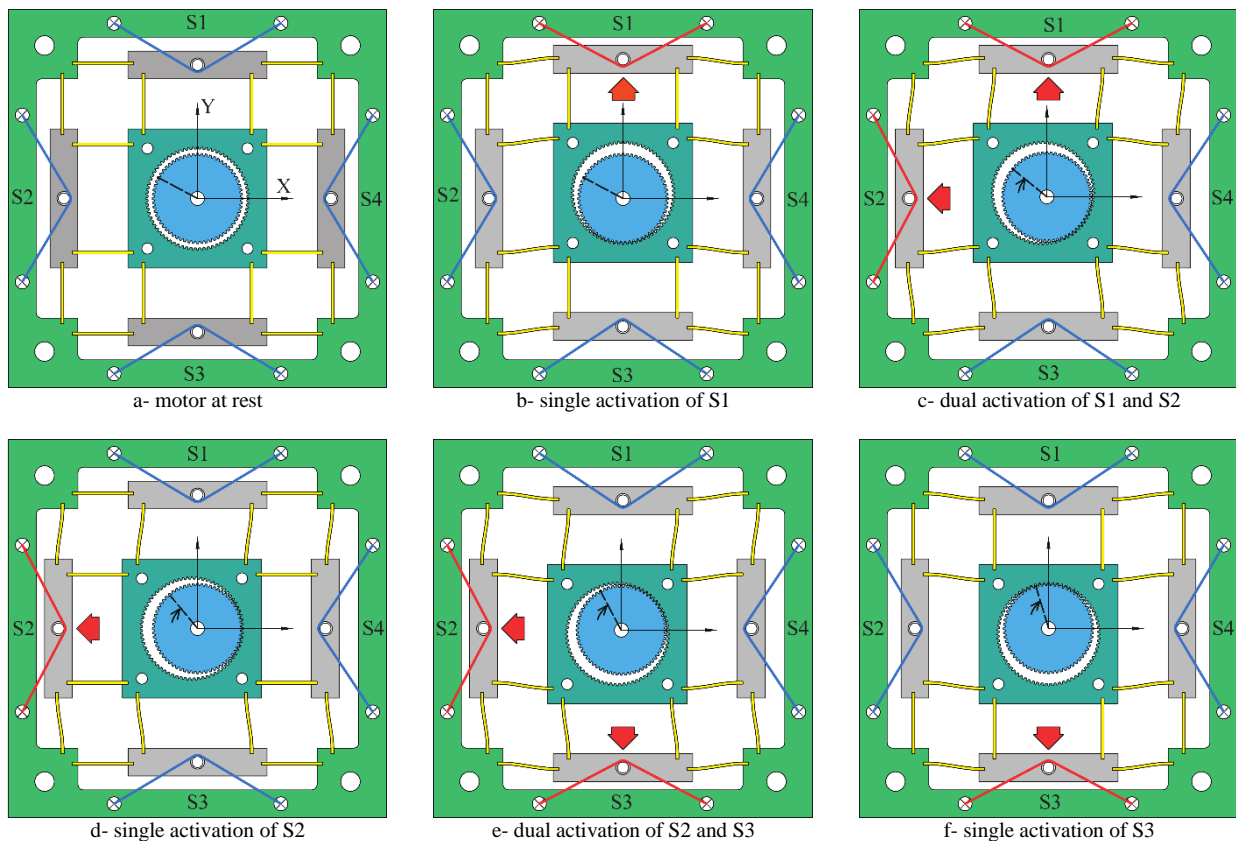 S1
Y
X
S2
S4
S3
a- motor at rest
S1
S2
S4
S3
b- single activation of S1
S1
S2
S4
S3
c- dual activation of S1 and S2
S1
S2
S4
S3
d- single activation of S2
S1
S2
S4
S3
e- dual activation of S2 and S3
S1
S2
S4
S3
f- single activation of S3